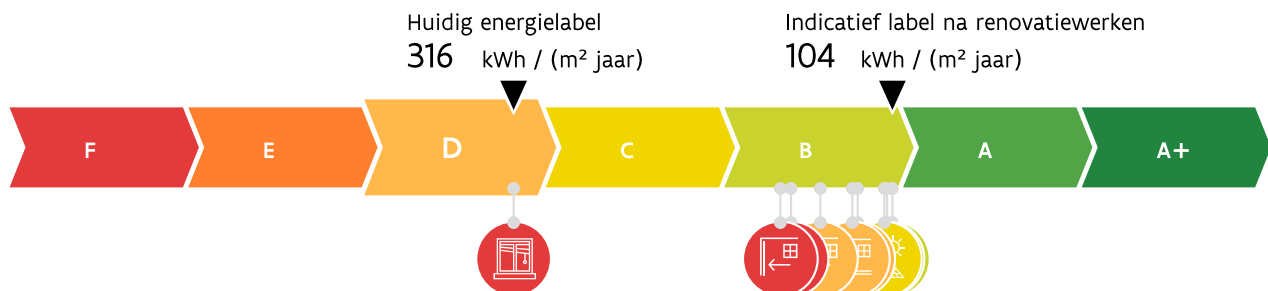 Huidig energielabel
316 kWh / (m² jaar)
Indicatief label na renovatiewerken
104 kWh / (m² jaar)
F E D C B A A+